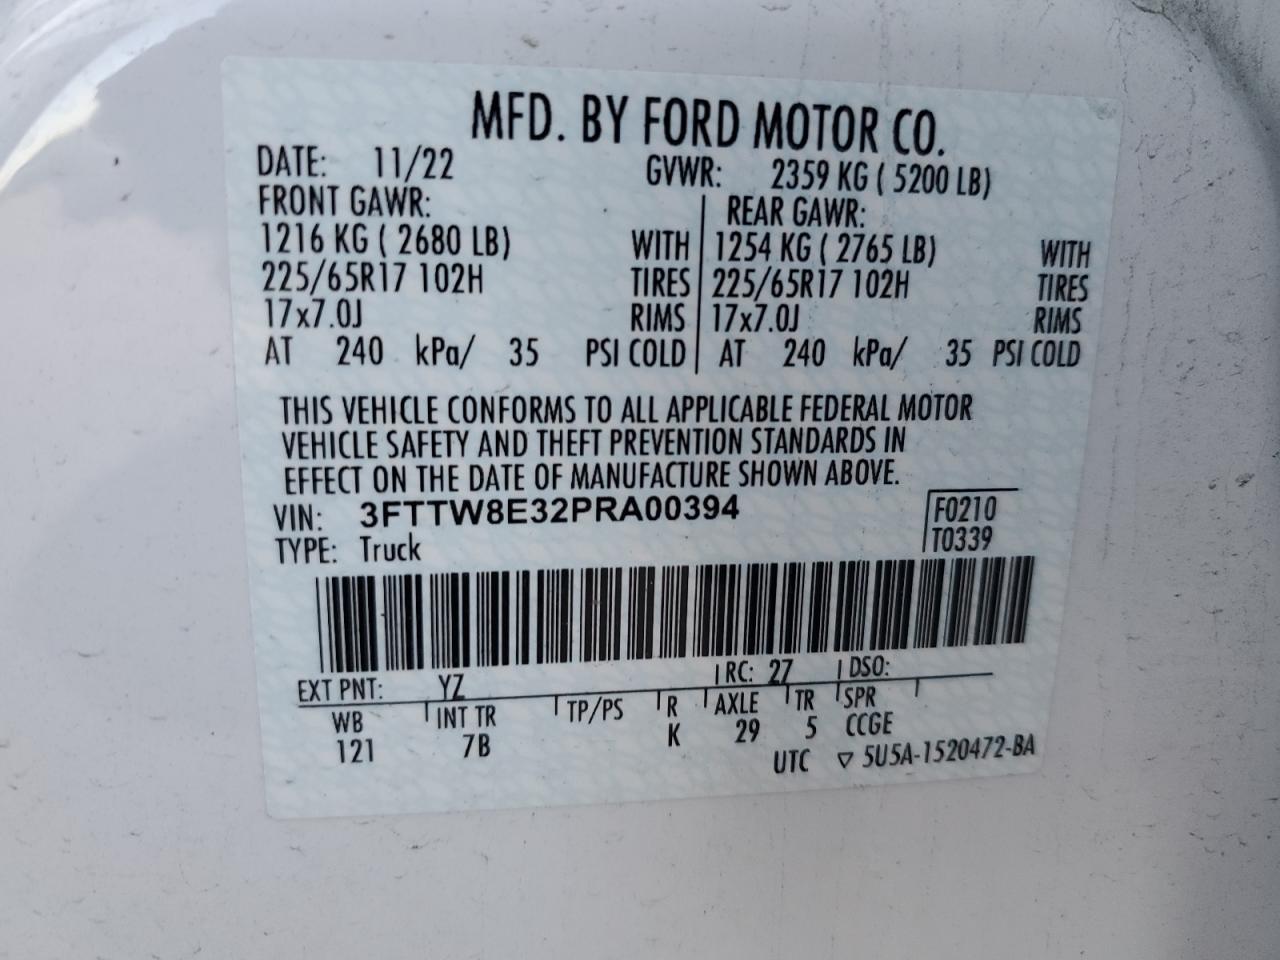 MFD. BY FORD MOTOR CO.
DATE: 11/22 GVWR: 2359 KG ( 5200 LB)
FRONT GAWR: REAR GAWR:
1216 KG ( 2680 LB) WITH 1254 KG ( 2765 LB) WITH
225/65R17 102H TIRES 225/65R17 102H TIRES
17x7.0J RIMS 17x7.0J RIMS
AT 240 kPa/ 35 PSI COLD AT 240 kPa/ 35 PSI COLD
THIS VEHICLE CONFORMS TO ALL APPLICABLE FEDERAL MOTOR
VEHICLE SAFETY AND THEFT PREVENTION STANDARDS IN
EFFECT ON THE DATE OF MANUFACTURE SHOWN ABOVE.
VIN: 3FTTW8E32PRA00394 F0210
TYPE: Truck T0339
EXT PNT: YZ RC: 27 DSO:
WB INT TR TP/PS R AXLE TR SPR
121 7B K 29 5 CCGE
UTC ▽ 5U5A-1520472-BA